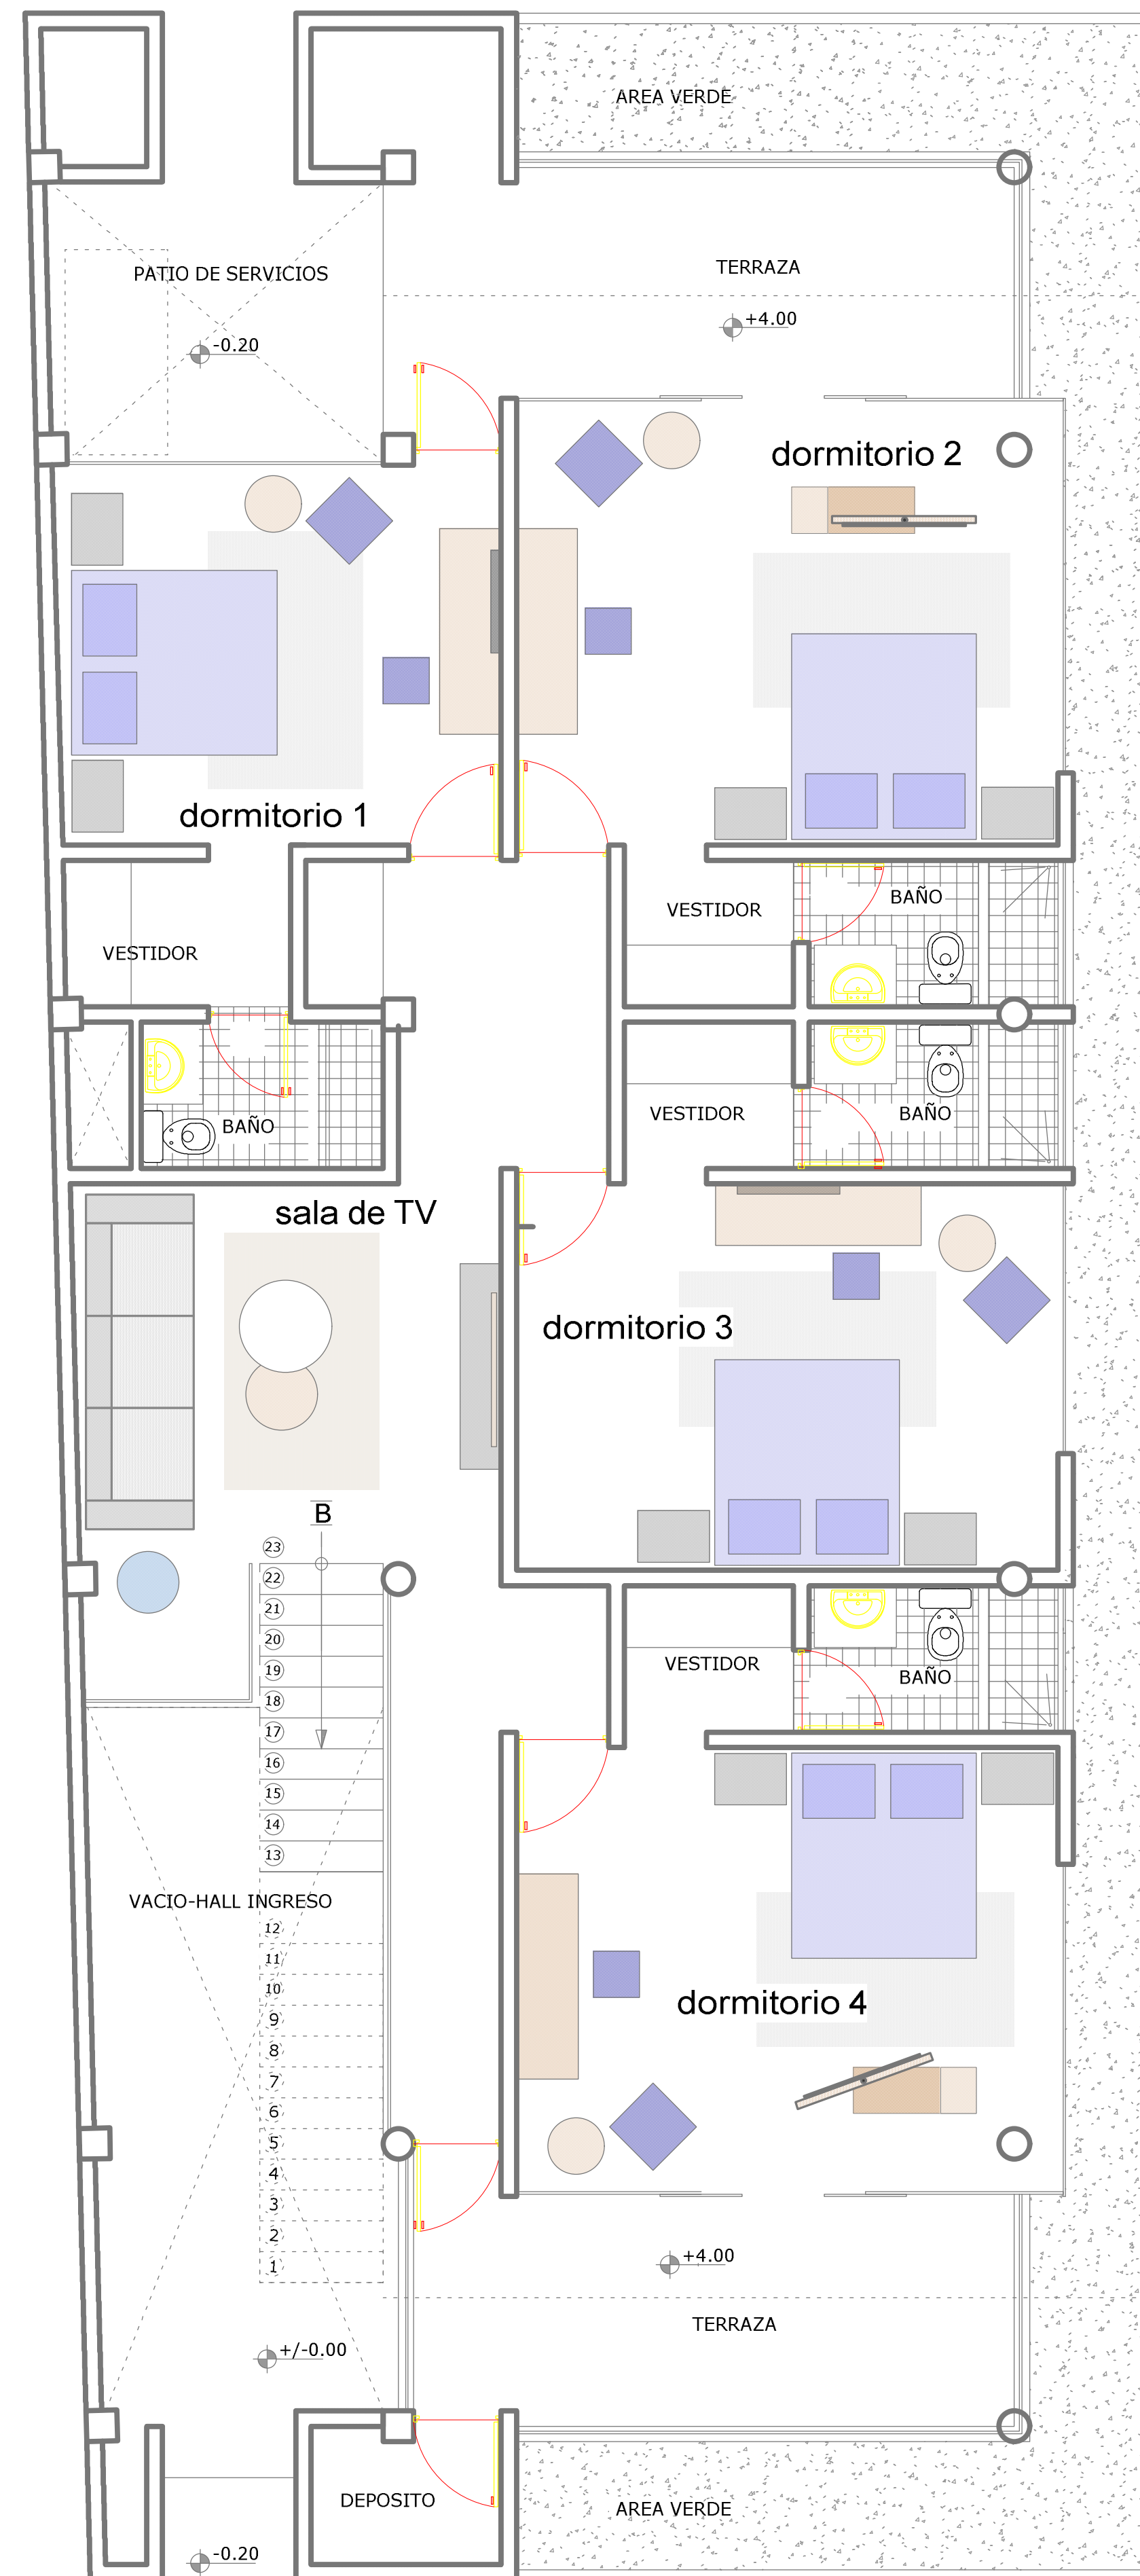 AREA VERDE
PATIO DE SERVICIOS
TERRAZA
+4.00
-0.20
dormitorio 2
dormitorio 1
VESTIDOR
BAÑO
VESTIDOR
VESTIDOR
BAÑO
BAÑO
sala de TV
dormitorio 3
B
23
22
21
20
19
18
17
16
15
14
13
VESTIDOR
BAÑO
VACIO-HALL INGRESO
12
11
10
9
8
7
6
5
4
3
2
1
dormitorio 4
+4.00
TERRAZA
+/-0.00
DEPOSITO
AREA VERDE
-0.20